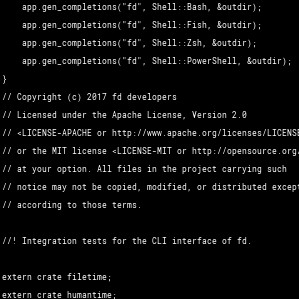 app.gen_completions("fd", Shell::Bash, &outdir);
app.gen_completions("fd", Shell::Fish, &outdir);
app.gen_completions("fd", Shell::Zsh, &outdir);
app.gen_completions("fd", Shell::PowerShell, &outdir);
}
// Copyright (c) 2017 fd developers
// Licensed under the Apache License, Version 2.0
// <LICENSE-APACHE or http://www.apache.org/licenses/LICENSE
// or the MIT license <LICENSE-MIT or http://opensource.org/
// at your option. All files in the project carrying such
// notice may not be copied, modified, or distributed except
// according to those terms.
//! Integration tests for the CLI interface of fd.
extern crate filetime;
extern crate humantime;